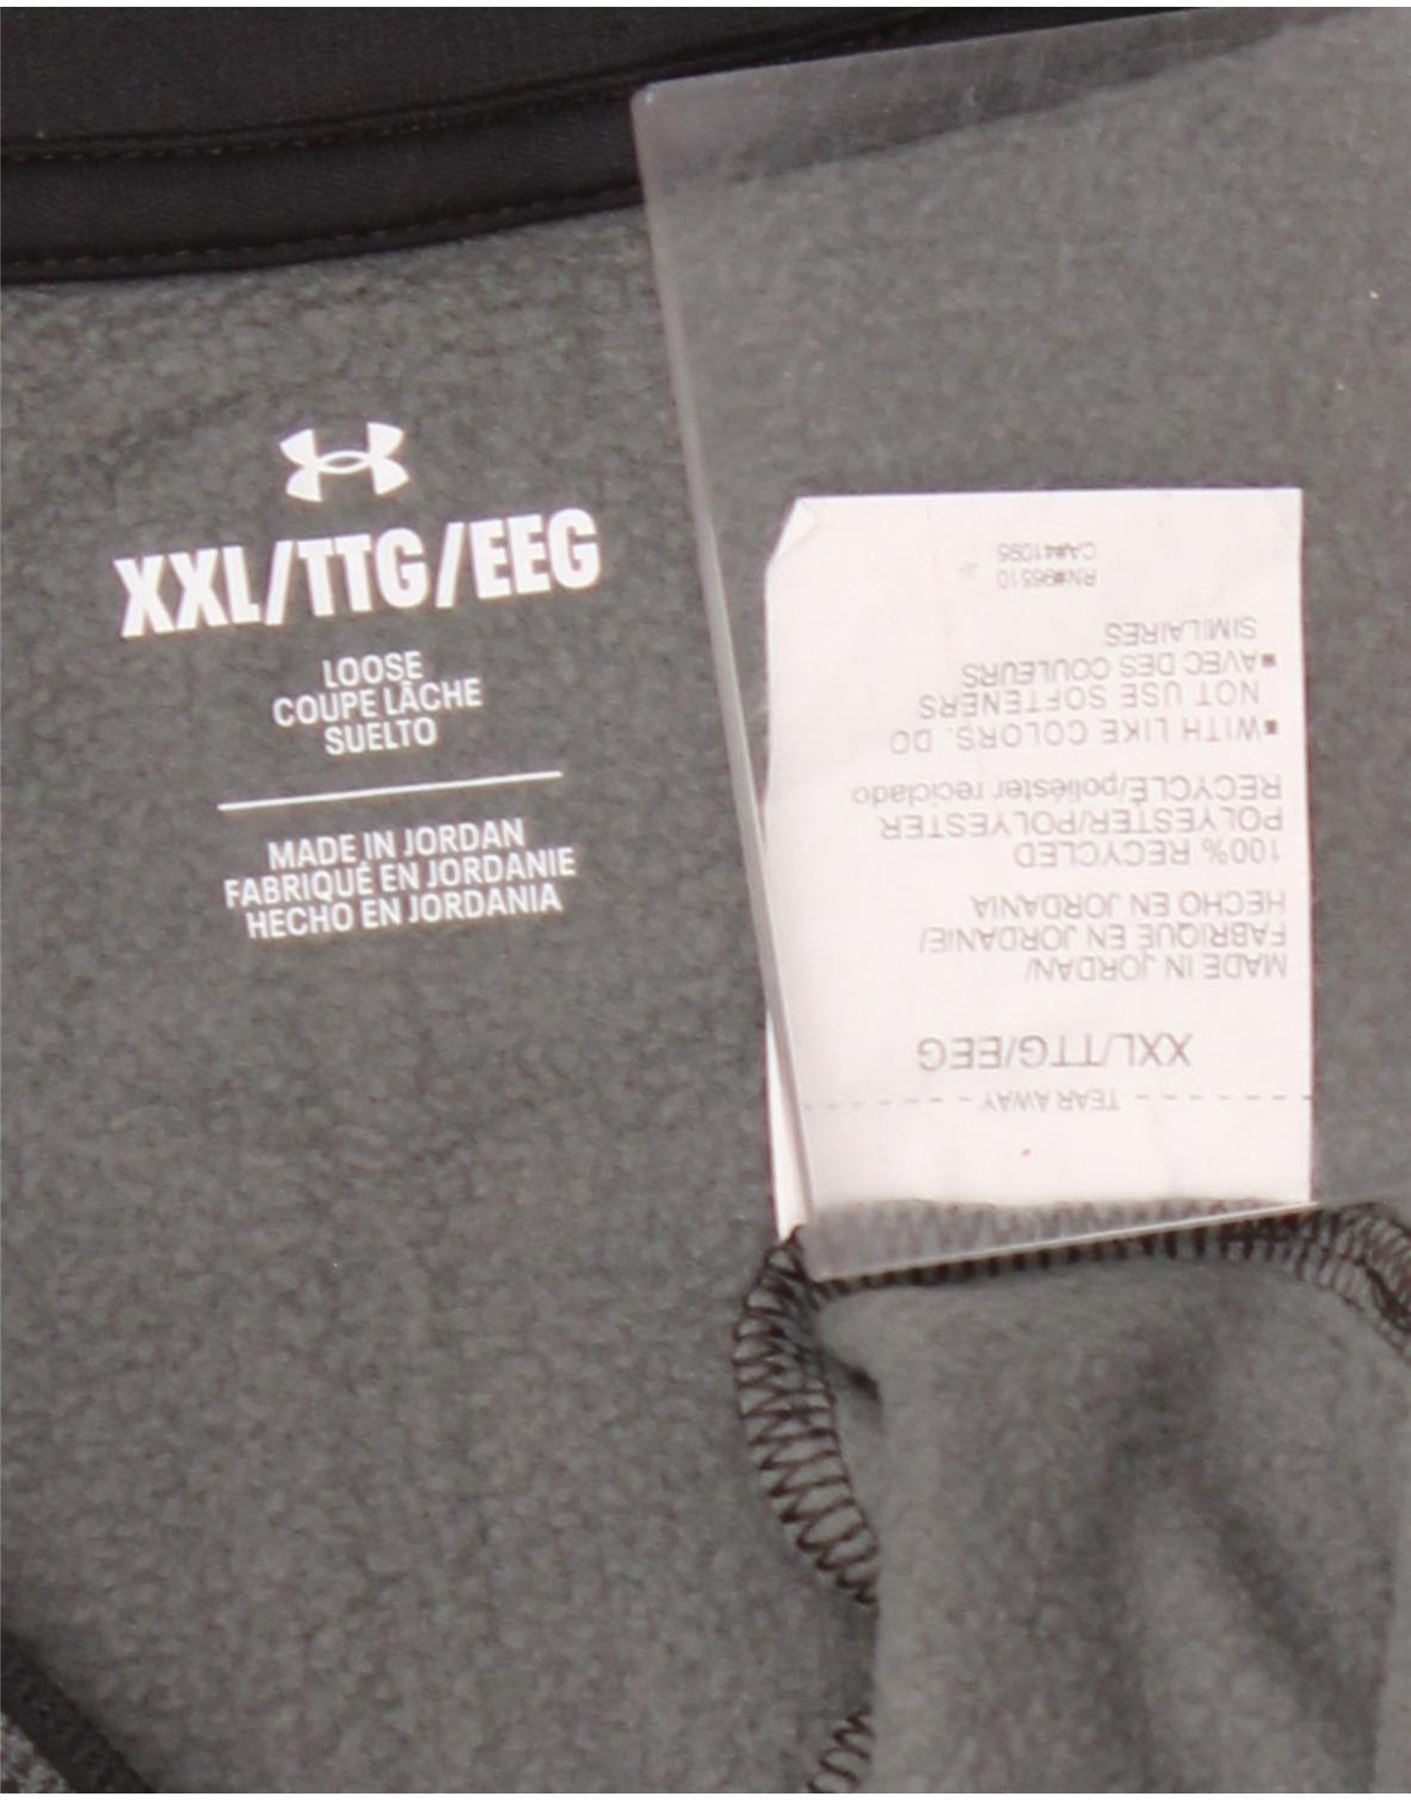 XXL/TTG/EEG
LOOSE
COUPE LÂCHE
SUELTO
MADE IN JORDAN
FABRIQUÉ EN JORDANIE
HECHO EN JORDANIA
TEAR AWAY
XXL/TTG/EEG
MADE IN JORDAN/
FABRIQUÉ EN JORDANIE/
HECHO EN JORDANIA
100% RECYCLED
POLYESTER/POLYESTER
RECYCLÉ/poliéster reciclado
▪WITH LIKE COLORS. DO
NOT USE SOFTENERS
▪AVEC DES COULEURS
SIMILAIRES
RN#96510
CA#41095